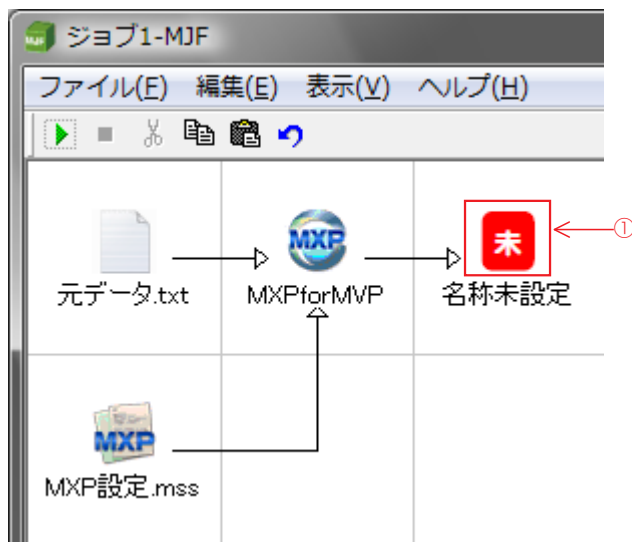 ジョブ1-MJF
ファイル(F) 編集(E) 表示(V) ヘルプ(H)
未
①
MXP
元データ.txt
MXPforMVP
名称未設定
MXP
MXP設定.mss